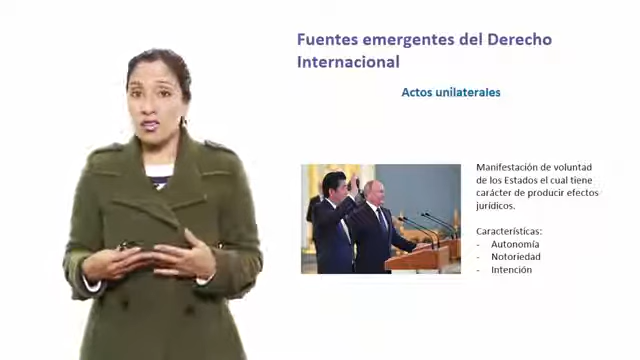 Fuentes emergentes del Derecho
Internacional
Actos unilaterales
Manifestación de voluntad
de los Estados el cual tiene
carácter de producir efectos
jurídicos.
Características:
- Autonomía
- Notoriedad
- Intención